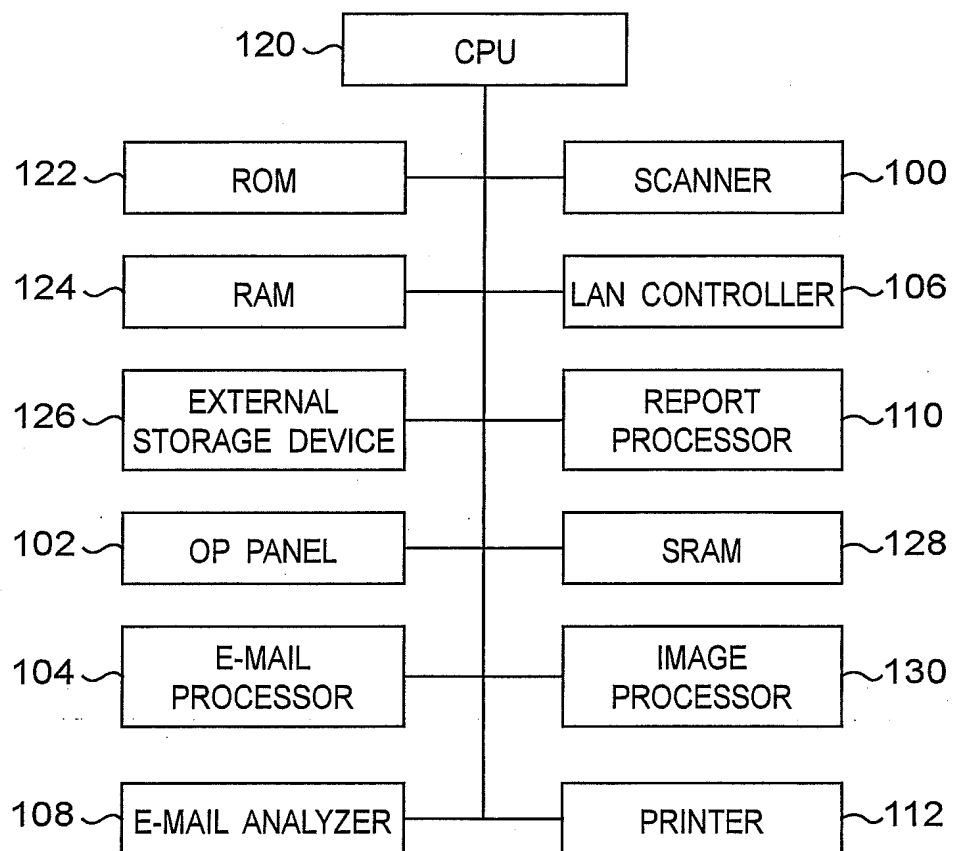 120 CPU
122 ROM SCANNER 100
124 RAM LAN CONTROLLER 106
126 EXTERNAL STORAGE DEVICE REPORT PROCESSOR 110
102 OP PANEL SRAM 128
104 E-MAIL PROCESSOR IMAGE PROCESSOR 130
108 E-MAIL ANALYZER PRINTER 112